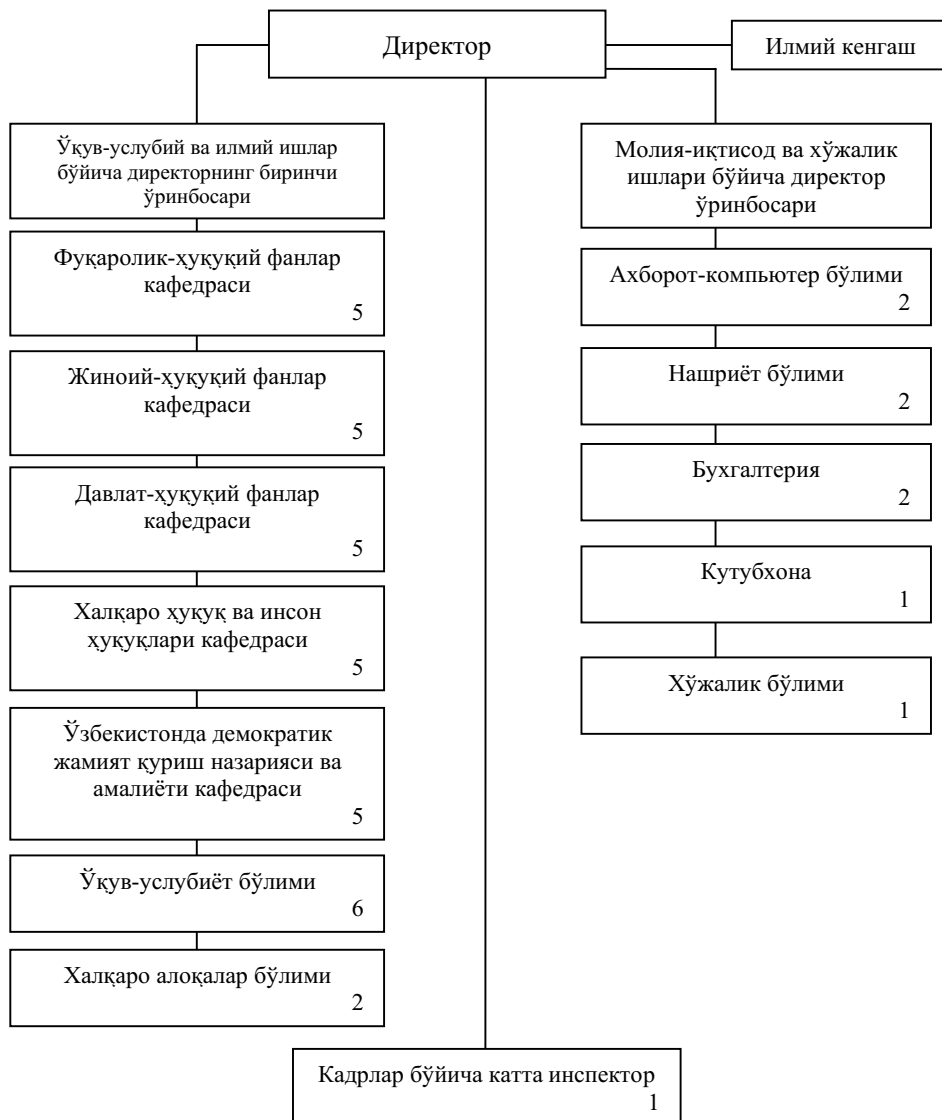 Директор
Илмий кенгаш
Ўқув-услубий ва илмий ишлар
бўйича директорнинг биринчи
ўринбосари
Фуқаролик-ҳуқуқий фанлар
кафедраси
5
Жиноий-ҳуқуқий фанлар
кафедраси
5
Давлат-ҳуқуқий фанлар
кафедраси
5
Халқаро ҳуқуқ ва инсон
ҳуқуқлари кафедраси
5
Ўзбекистонда демократик
жамият қуриш назарияси ва
амалиёти кафедраси
5
Ўқув-услубиёт бўлими
6
Халқаро алоқалар бўлими
2
Молия-иқтисод ва хўжалик
ишлари бўйича директор
ўринбосари
Ахборот-компьютер бўлими
2
Нашриёт бўлими
2
Бухгалтерия
2
Кутубхона
1
Хўжалик бўлими
1
Кадрлар бўйича катта инспектор
1